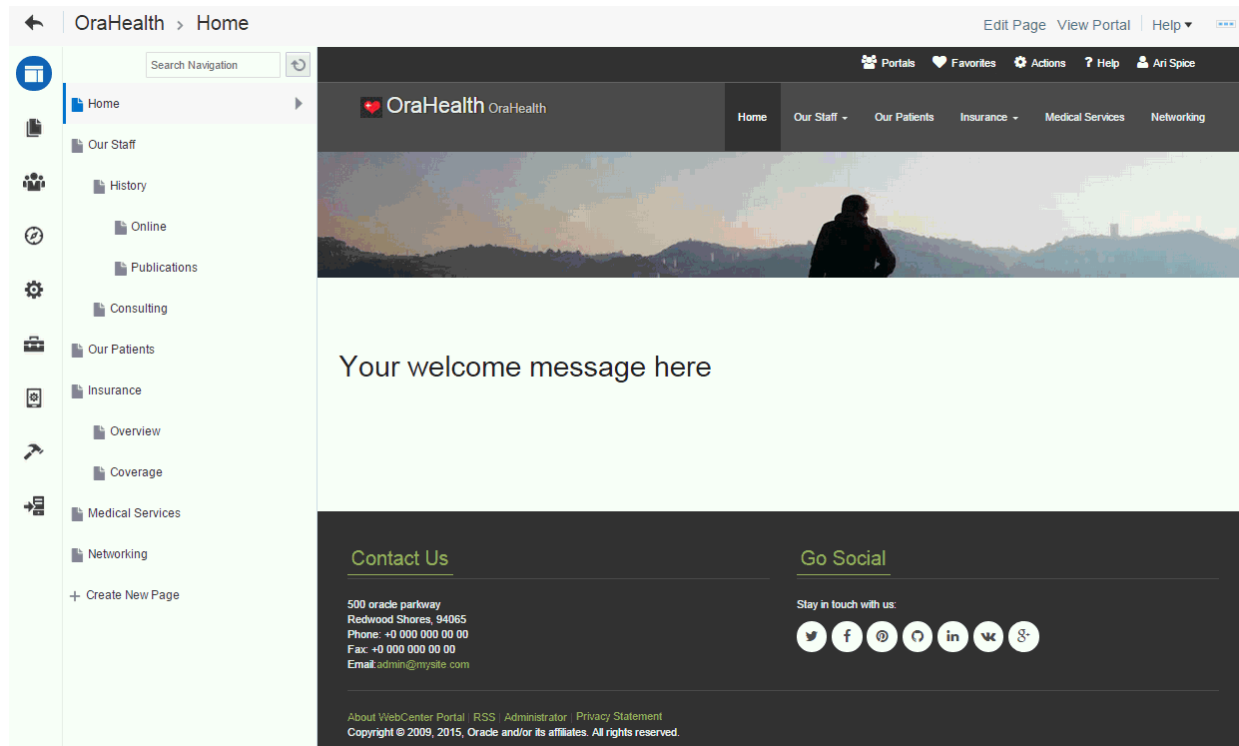 OraHealth > Home
Edit Page View Portal Help
Search Navigation
Home
Our Staff
History
Online
Publications
Consulting
Our Patients
Insurance
Overview
Coverage
Medical Services
Networking
+ Create New Page
Portals Favorites Actions ? Help Ari Spice
OraHealth OraHealth
Home Our Staff Our Patients Insurance Medical Services Networking
Your welcome message here
Contact Us
500 oracle parkway
Redwood Shores, 94065
Phone: +0 000 000 00 00
Fax: +0 000 000 00 00
Email:admin@mysite com
Go Social
Stay in touch with us:
About WebCenter Portal | RSS | Administrator | Privacy Statement
Copyright © 2009, 2015, Oracle and/or its affiliates. All rights reserved.